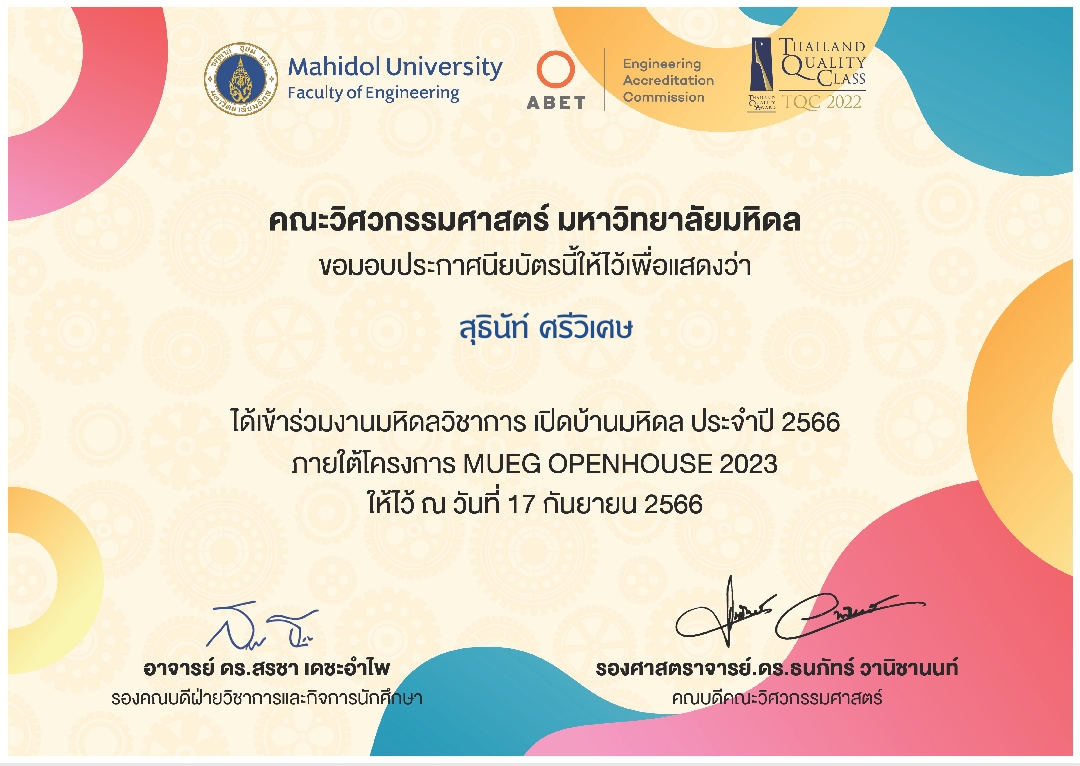 Mahidol University
Faculty of Engineering
ABET
Engineering
Accreditation
Commission
THAILAND
QUALITY
CLASS
THAILAND
QUALITY
AWARD
TQC 2022
คณะวิศวกรรมศาสตร์ มหาวิทยาลัยมหิดล
ขอมอบประกาศนียบัตรนี้ให้ไว้เพื่อแสดงว่า
สุธินัท์ ศรีวิเศษ
ได้เข้าร่วมงานมหิดลวิชาการ เปิดบ้านมหิดล ประจำปี 2566
ภายใต้โครงการ MUEG OPENHOUSE 2023
ให้ไว้ ณ วันที่ 17 กันยายน 2566
อาจารย์ ดร.สรชา เดชะอำไพ
รองคณบดีฝ่ายวิชาการและกิจการนักศึกษา
รองศาสตราจารย์.ดร.ธนภัทร์ วานิชานนท์
คณบดีคณะวิศวกรรมศาสตร์